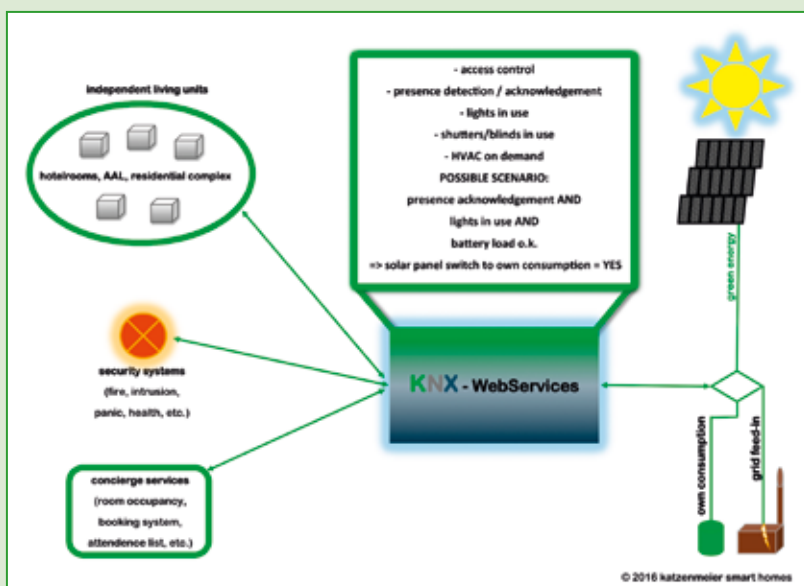 independent living units
hotelrooms, AAL, residential complex
security systems
(fire, intrusion,
panic, health, etc.)
concierge services
(room occupancy,
booking system,
attendence list, etc.)
- access control
- presence detection / acknowledgement
- lights in use
- shutters/blinds in use
- HVAC on demand
POSSIBLE SCENARIO:
presence acknowledgement AND
lights in use AND
battery load o.k.
=> solar panel switch to own consumption = YES
KNX - WebServices
green energy
own consumption
grid feed-in
© 2016 katzenmeier smart homes